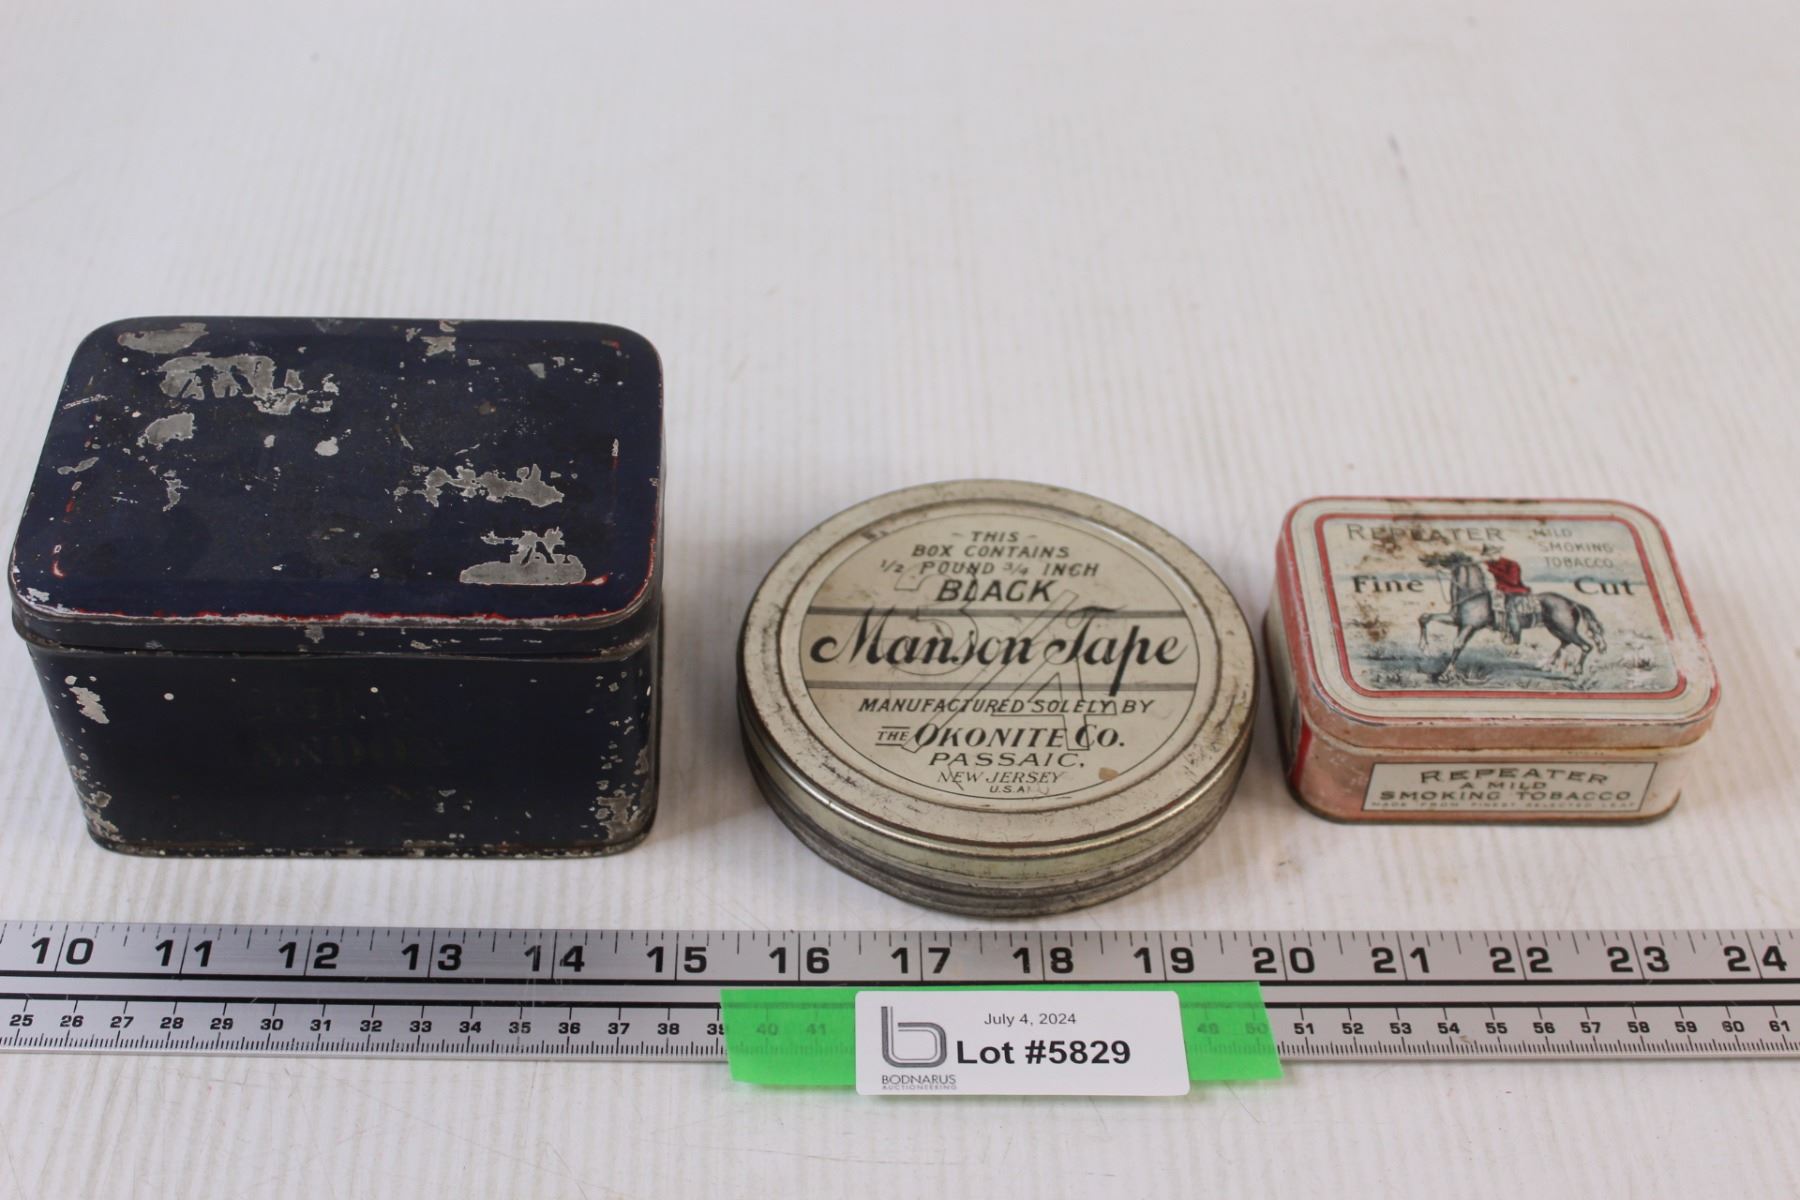 THIS
BOX CONTAINS
1/2 POUND 3/4 INCH
BLACK
Manson Tape
MANUFACTURED SOLELY BY
THE OKONITE CO.
PASSAIC,
NEW JERSEY
U.S.A.
3/4
REPEATER MILD
SMOKING
TOBACCO
Fine Cut
REPEATER
A MILD
SMOKING TOBACCO
MADE FROM FINEST SELECTED LEAF
10 11 12 13 14 15 16 17 18 19 20 21 22 23 24
25 26 27 28 29 30 31 32 33 34 35 36 37 38 39 40 41 49 50 51 52 53 54 55 56 57 58 59 60 61
July 4, 2024
Lot #5829
BODNARUS
AUCTIONEERING